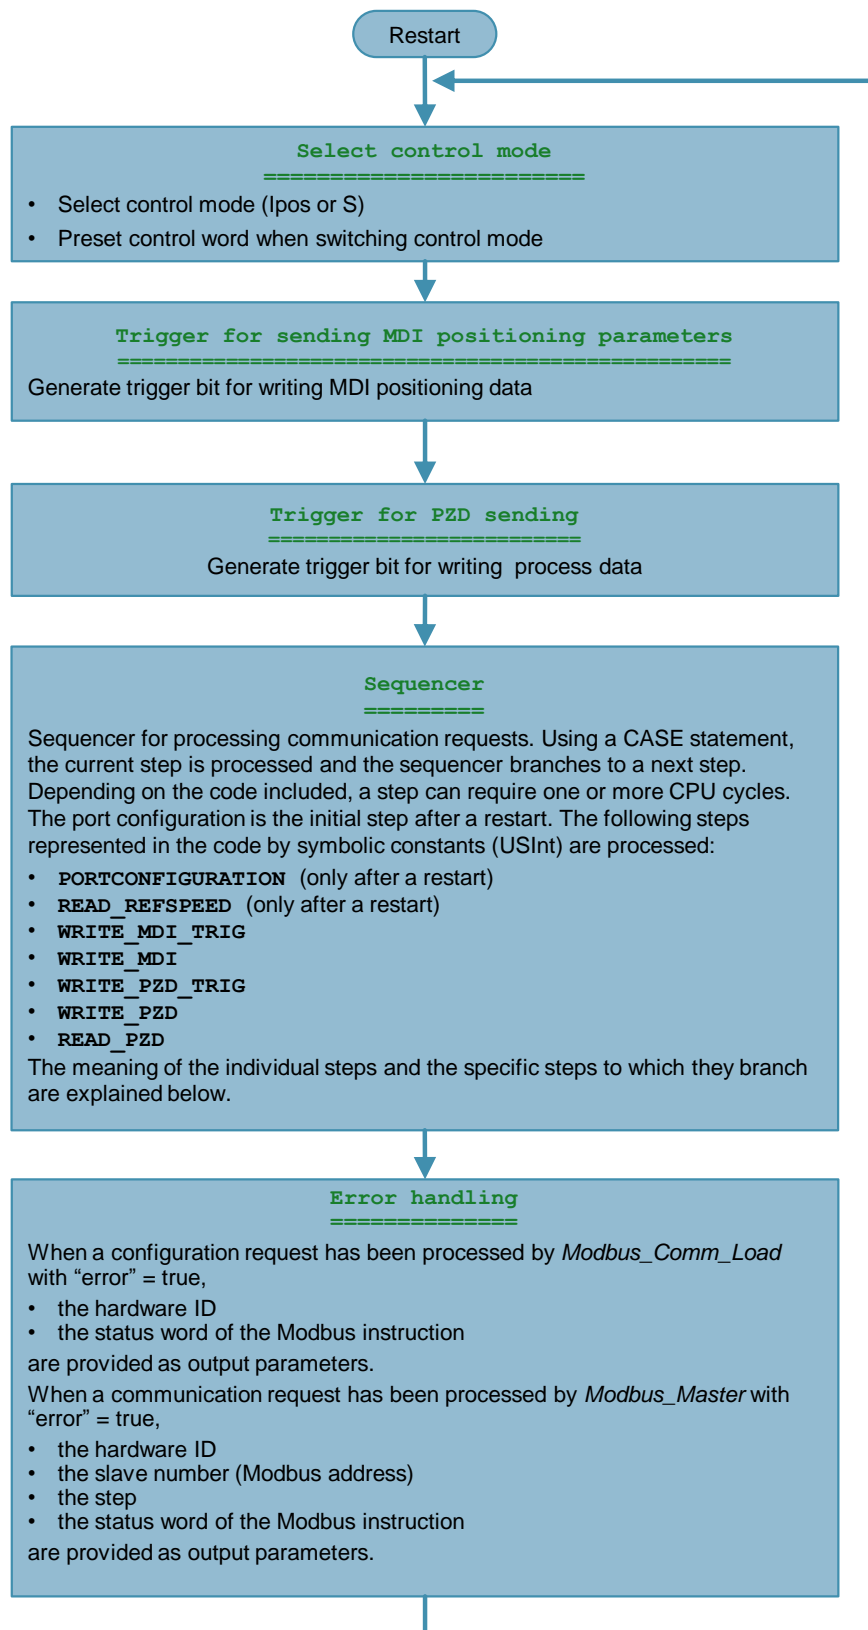 Restart
Select control mode
========================
• Select control mode (Ipos or S)
• Preset control word when switching control mode
Trigger for sending MDI positioning parameters
===================================================
Generate trigger bit for writing MDI positioning data
Trigger for PZD sending
==========================
Generate trigger bit for writing process data
Sequencer
=========
Sequencer for processing communication requests. Using a CASE statement,
the current step is processed and the sequencer branches to a next step.
Depending on the code included, a step can require one or more CPU cycles.
The port configuration is the initial step after a restart. The following steps
represented in the code by symbolic constants (USInt) are processed:
• PORTCONFIGURATION (only after a restart)
• READ_REFSPEED (only after a restart)
• WRITE_MDI_TRIG
• WRITE_MDI
• WRITE_PZD_TRIG
• WRITE_PZD
• READ_PZD
The meaning of the individual steps and the specific steps to which they branch
are explained below.
Error handling
==============
When a configuration request has been processed by Modbus_Comm_Load
with “error” = true,
• the hardware ID
• the status word of the Modbus instruction
are provided as output parameters.
When a communication request has been processed by Modbus_Master with
“error” = true,
• the hardware ID
• the slave number (Modbus address)
• the step
• the status word of the Modbus instruction
are provided as output parameters.